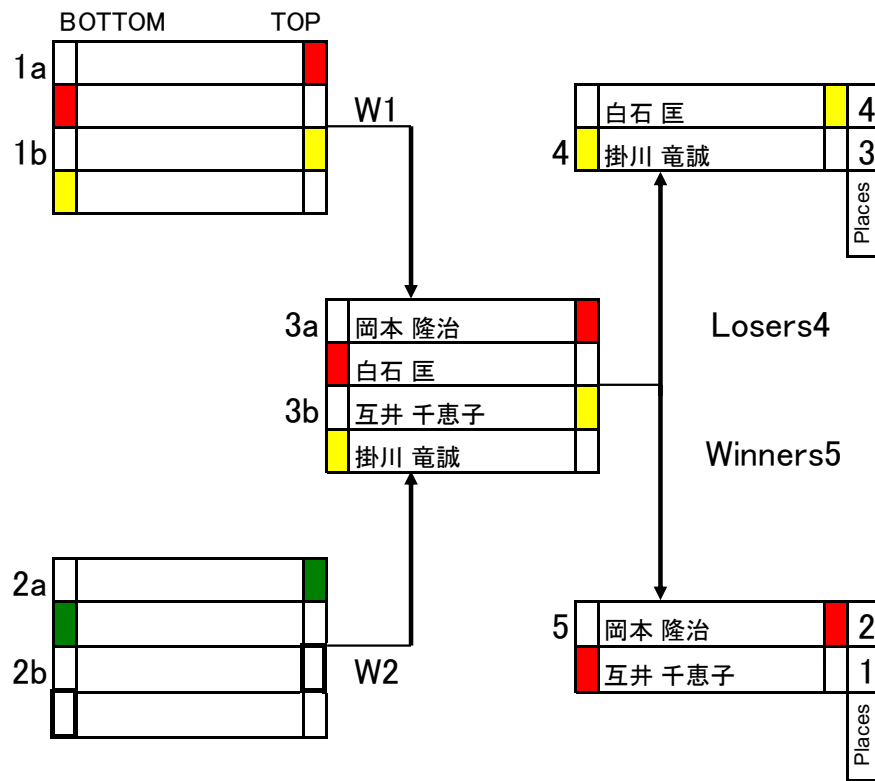 BOTTOM TOP
1a
W1
1b
白石 匡 4
4 掛川 竜誠 3
Places
3a 岡本 隆治
白石 匡
3b 互井 千恵子
掛川 竜誠
Losers4
Winners5
2a
2b
W2
5 岡本 隆治 2
互井 千恵子 1
Places